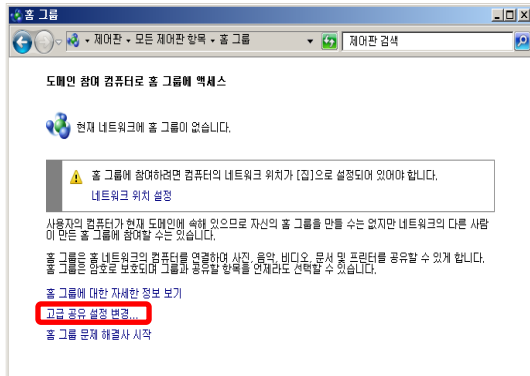 홈 그룹
제어판 ▸ 모든 제어판 항목 ▸ 홈 그룹
제어판 검색
도메인 참여 컴퓨터로 홈 그룹에 액세스
현재 네트워크에 홈 그룹이 없습니다.
홈 그룹에 참여하려면 컴퓨터의 네트워크 위치가 [집]으로 설정되어 있어야 합니다.
네트워크 위치 설정
사용자의 컴퓨터가 현재 도메인에 속해 있으므로 자신의 홈 그룹을 만들 수는 없지만 네트워크의 다른 사람
이 만든 홈 그룹에 참여할 수는 있습니다.
홈 그룹은 홈 네트워크의 컴퓨터를 연결하여 사진, 음악, 비디오, 문서 및 프린터를 공유할 수 있게 합니다.
홈 그룹은 암호로 보호되며 그룹과 공유할 항목을 언제라도 선택할 수 있습니다.
홈 그룹에 대한 자세한 정보 보기
고급 공유 설정 변경...
홈 그룹 문제 해결사 시작